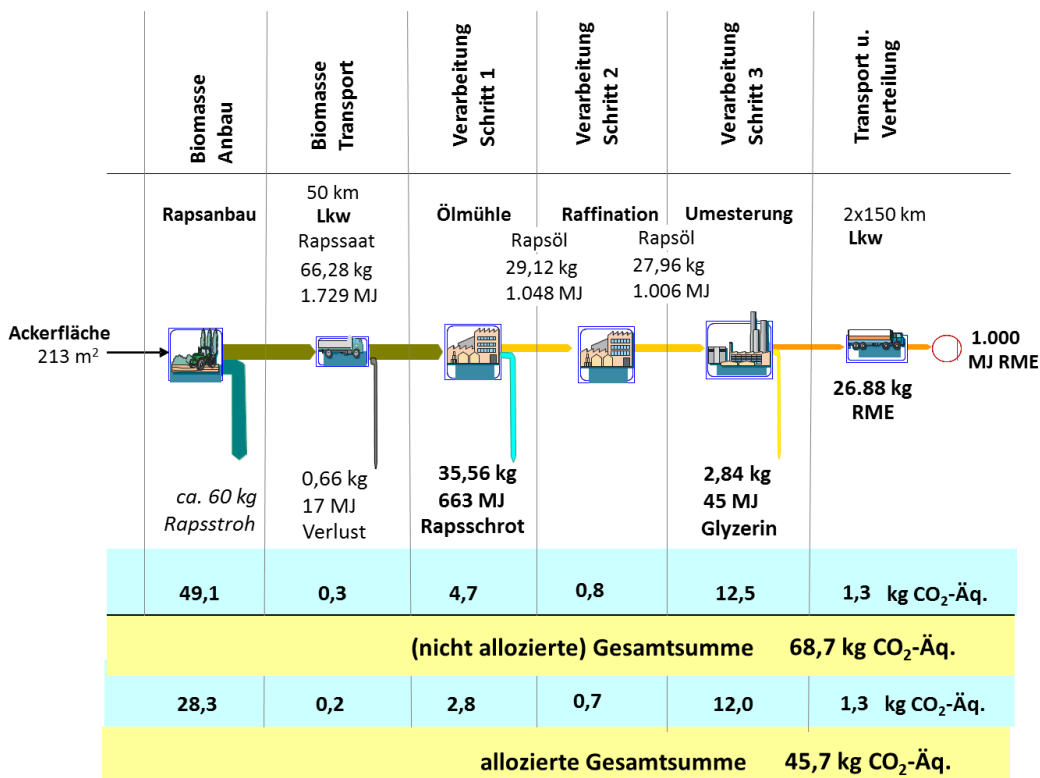 Biomasse
Anbau
Biomasse
Transport
Verarbeitung
Schritt 1
Verarbeitung
Schritt 2
Verarbeitung
Schritt 3
Transport u.
Verteilung
Rapsanbau
50 km
Lkw
Rapssaat
66,28 kg
1.729 MJ
Ölmühle
Rapsöl
29,12 kg
1.048 MJ
Raffination
Rapsöl
27,96 kg
1.006 MJ
Umesterung
2x150 km
Lkw
Ackerfläche
213 m²
1.000
MJ RME
26.88 kg
RME
ca. 60 kg
Rapsstroh
0,66 kg
17 MJ
Verlust
35,56 kg
663 MJ
Rapsschrot
2,84 kg
45 MJ
Glyzerin
49,1 0,3 4,7 0,8 12,5 1,3 kg CO₂-Äq.
(nicht allozierte) Gesamtsumme 68,7 kg CO₂-Äq.
28,3 0,2 2,8 0,7 12,0 1,3 kg CO₂-Äq.
allozierte Gesamtsumme 45,7 kg CO₂-Äq.